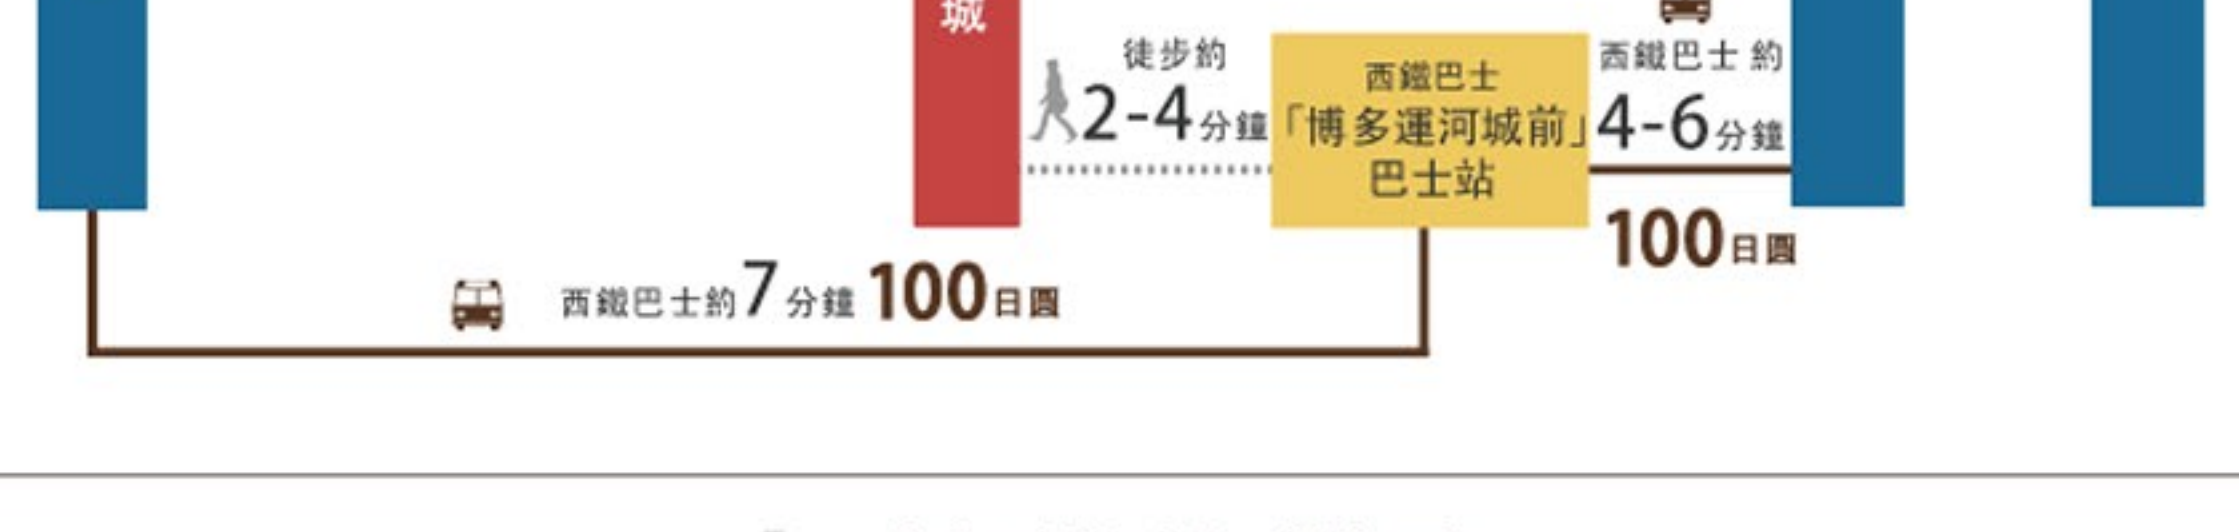 城
徒步約
2-4分鐘
西鐵巴士
「博多運河城前」
巴士站
西鐵巴士 約
4-6分鐘
100日圓
西鐵巴士約7分鐘 100日圓